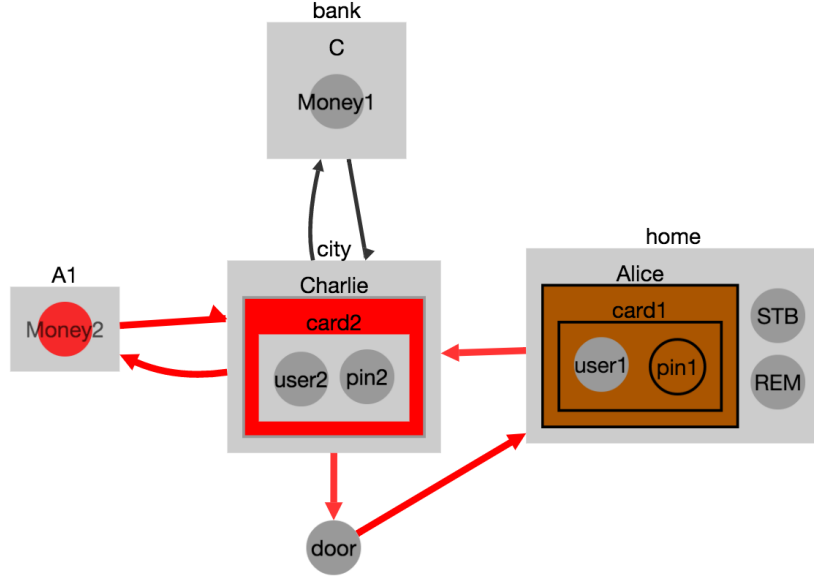 bank
C
Money1
city
home
A1
Charlie
Alice
Money2
card2
card1
STB
user2
pin2
user1
pin1
REM
door